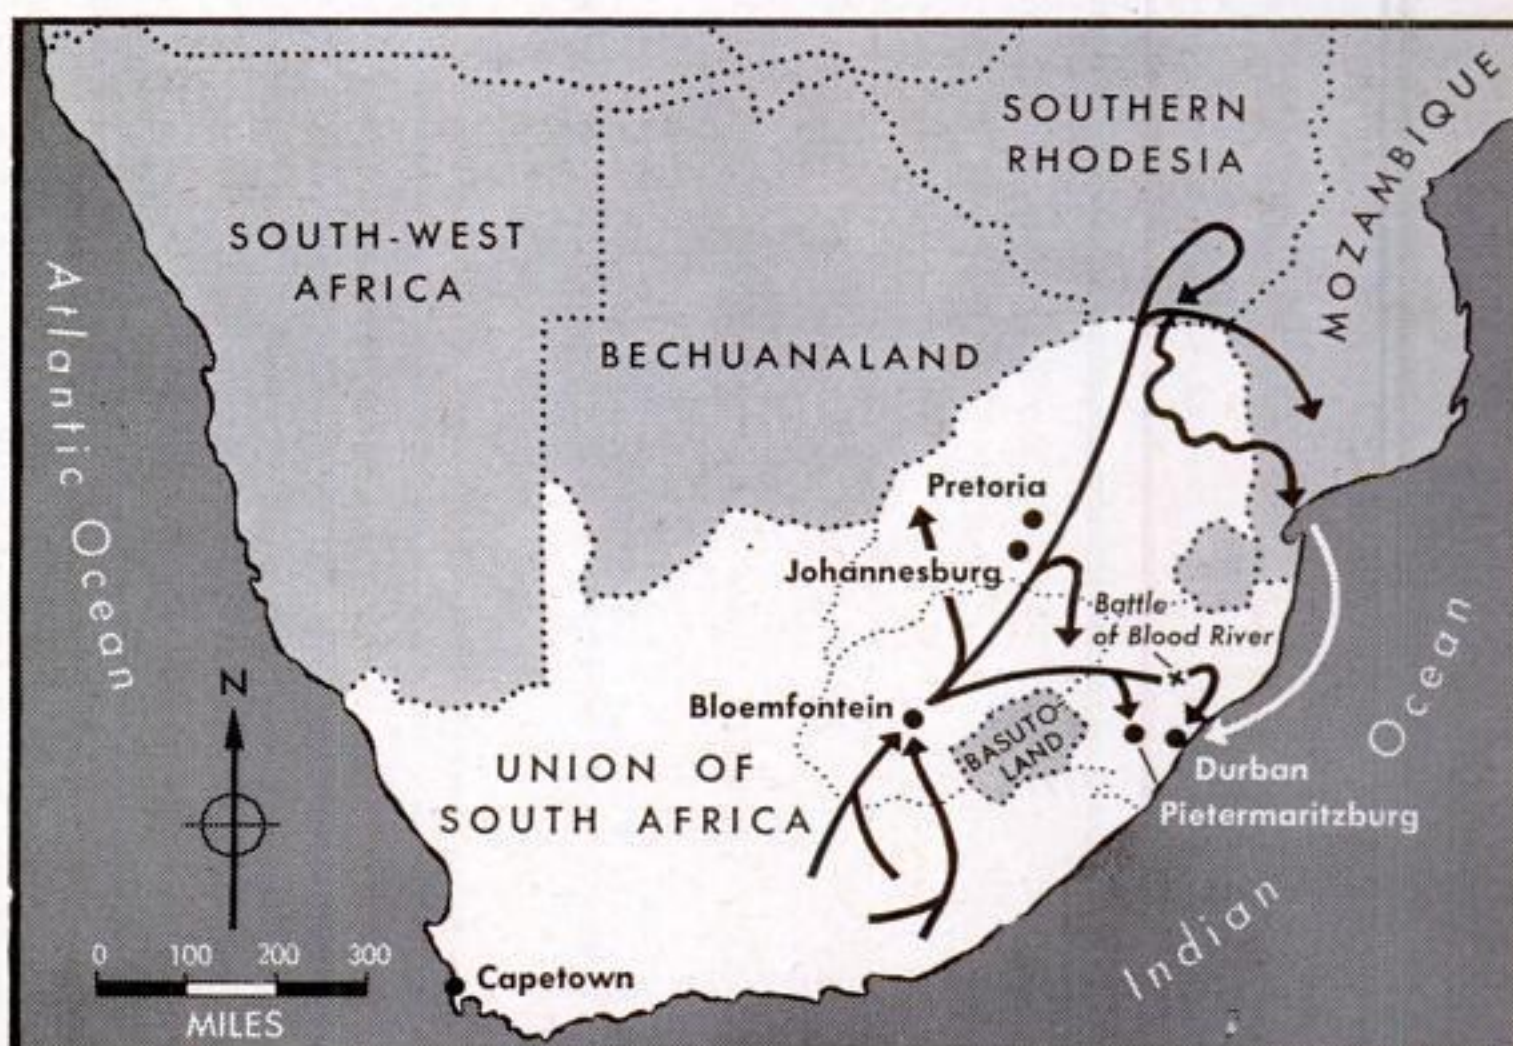 SOUTHERN
RHODESIA
MOZAMBIQUE
SOUTH-WEST
AFRICA
BECHUANALAND
Atlantic Ocean
Pretoria
Johannesburg
Battle
of Blood River
Bloemfontein
BASUTO-
LAND
UNION OF
SOUTH AFRICA
Durban
Pietermaritzburg
Indian Ocean
N
Capetown
0 100 200 300
MILES